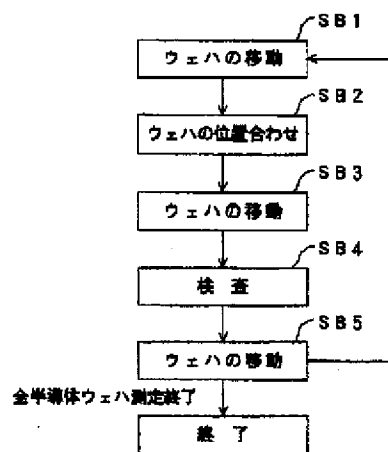 SB1
ウェハの移動
SB2
ウェハの位置合わせ
SB3
ウェハの移動
SB4
検 査
SB5
ウェハの移動
全半導体ウェハ測定終了
終 了